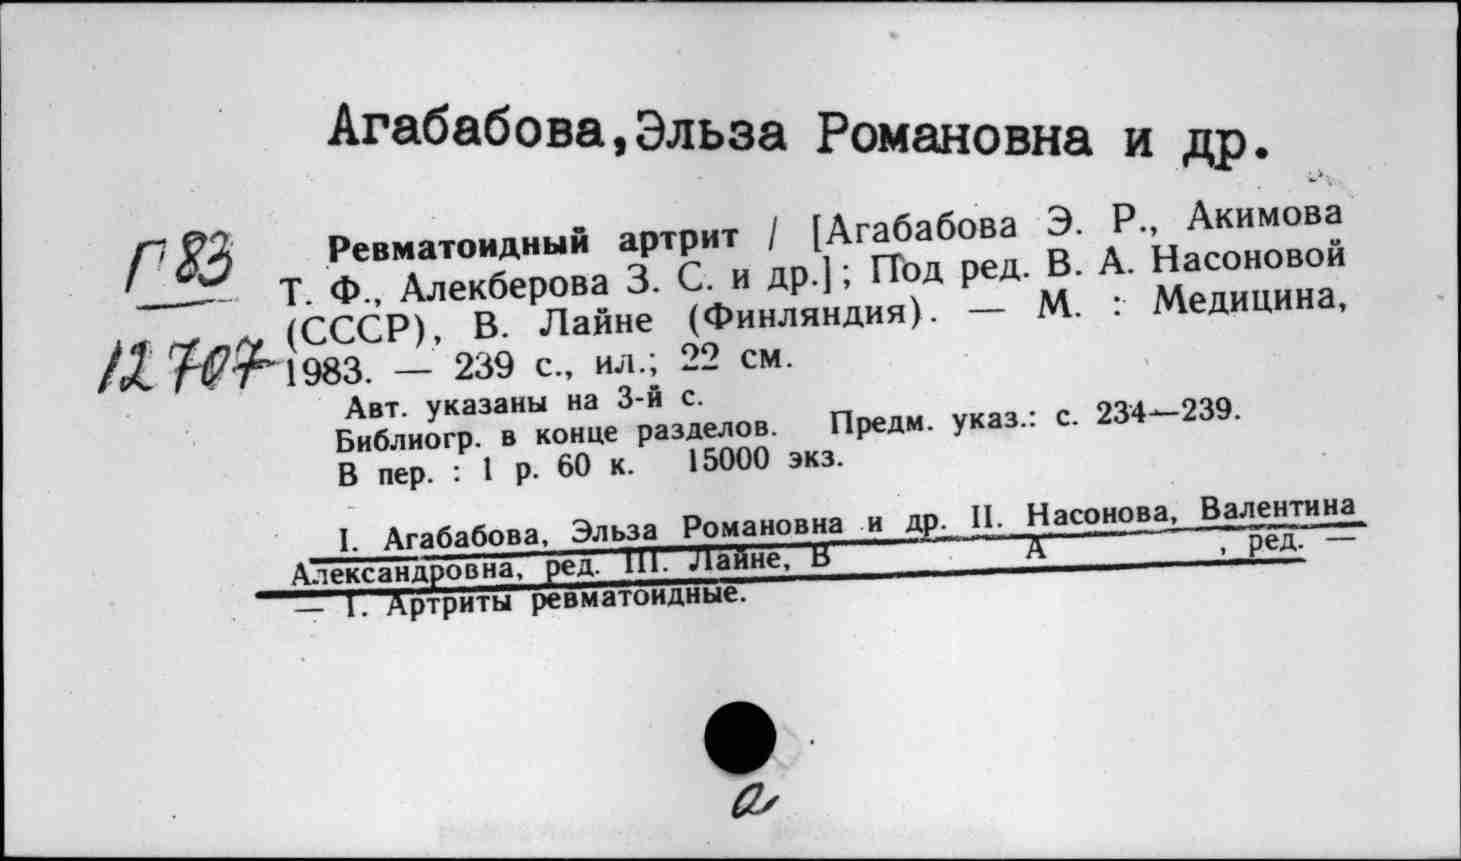 Агабабова,Эльза Романовна и др.
Г83
12707
Ревматоидный артрит / [Агабабова Э. Р., Акимова
Т. Ф., Алекберова З. С. и др.]; Под ред. В. А. Насоновой
(СССР), В. Лайне (Финляндия). — М. : Медицина,
1983. — 239 с., ил.; 22 см.
Авт. указаны на 3-й с.
Библиогр. в конце разделов. Предм. указ.: с. 234—239.
В пер. : 1 р. 60 к. 15000 экз.
I. Агабабова, Эльза Романовна и др. II. Насонова, Валентина
Александровна, ред. III. Лайне, В А , ред. —
— 1. Артриты ревматоидные.
а